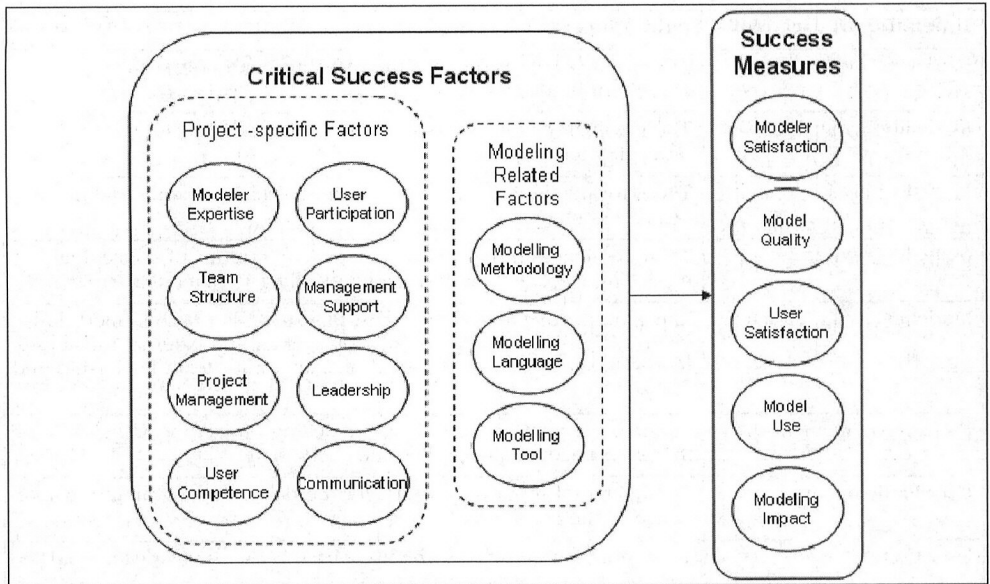 Critical Success Factors
Project -specific Factors
Modeler
Expertise
User
Participation
Team
Structure
Management
Support
Project
Management
Leadership
User
Competence
Communication
Modeling
Related
Factors
Modelling
Methodology
Modelling
Language
Modelling
Tool
Success
Measures
Modeler
Satisfaction
Model
Quality
User
Satisfaction
Model
Use
Modeling
Impact